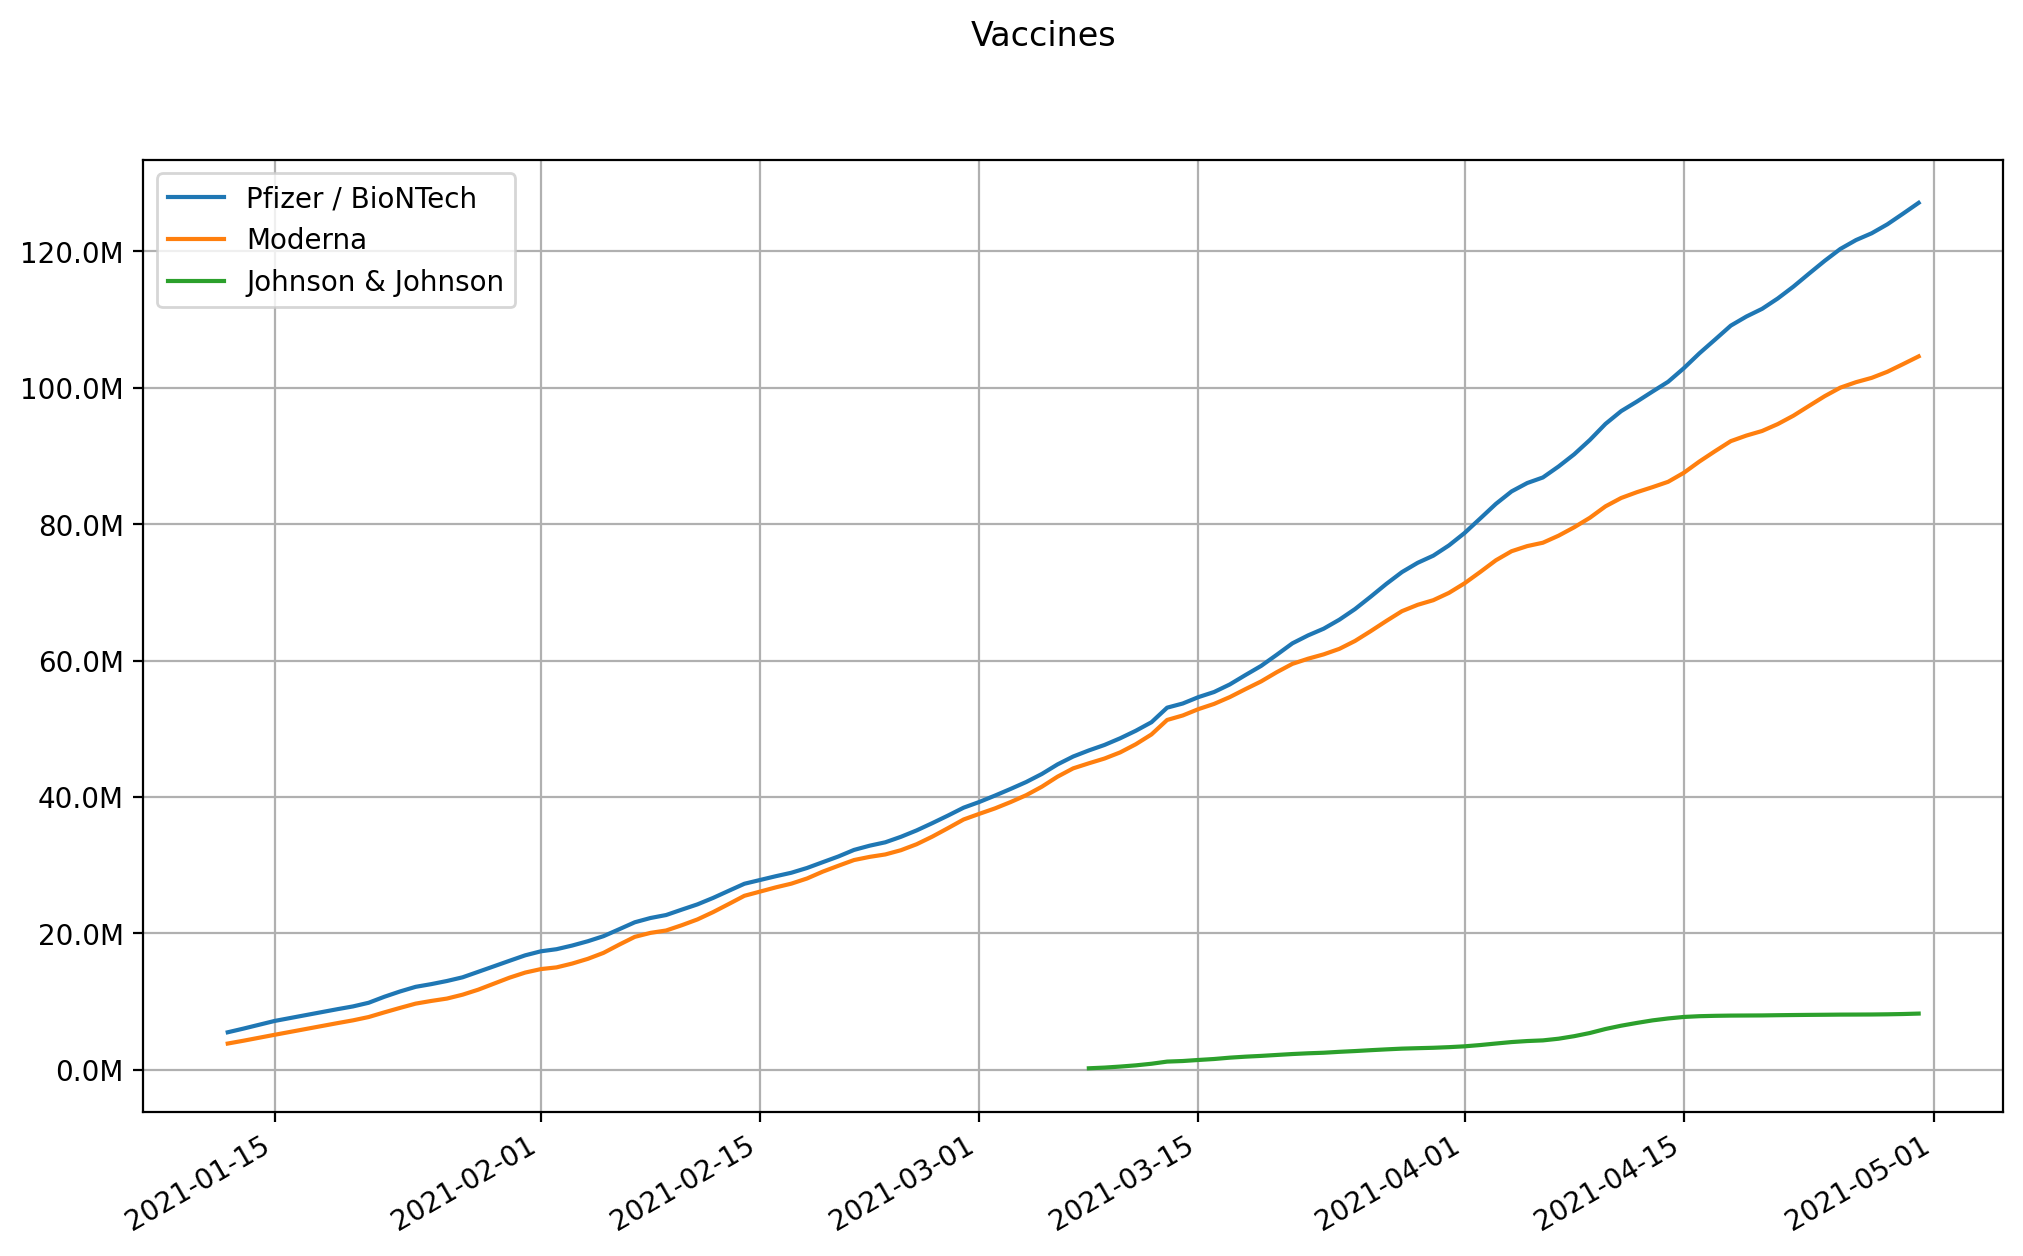 Vaccines
Pfizer / BioNTech
Moderna
Johnson & Johnson
120.0M
100.0M
80.0M
60.0M
40.0M
20.0M
0.0M
2021-01-15
2021-02-01
2021-02-15
2021-03-01
2021-03-15
2021-04-01
2021-04-15
2021-05-01